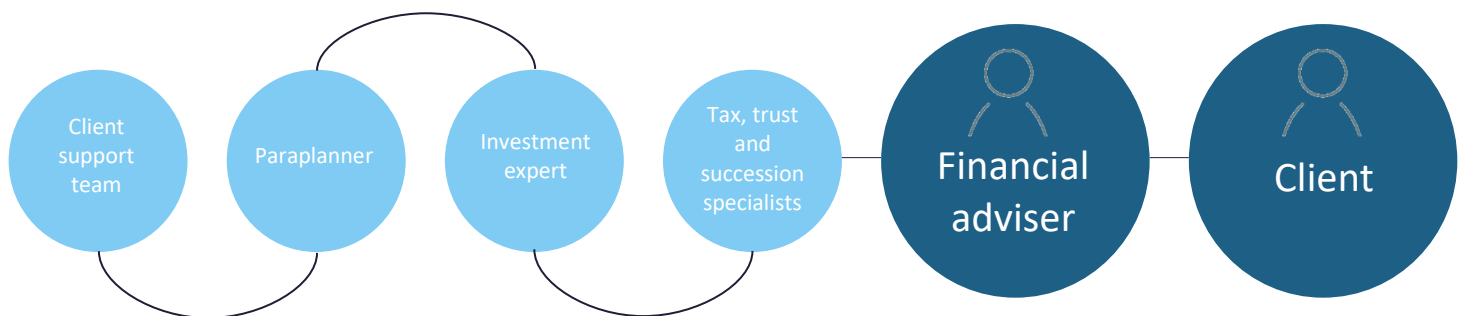 Client
support
team
Paraplanner
Investment
expert
Tax, trust
and
succession
specialists
Financial
adviser
Client